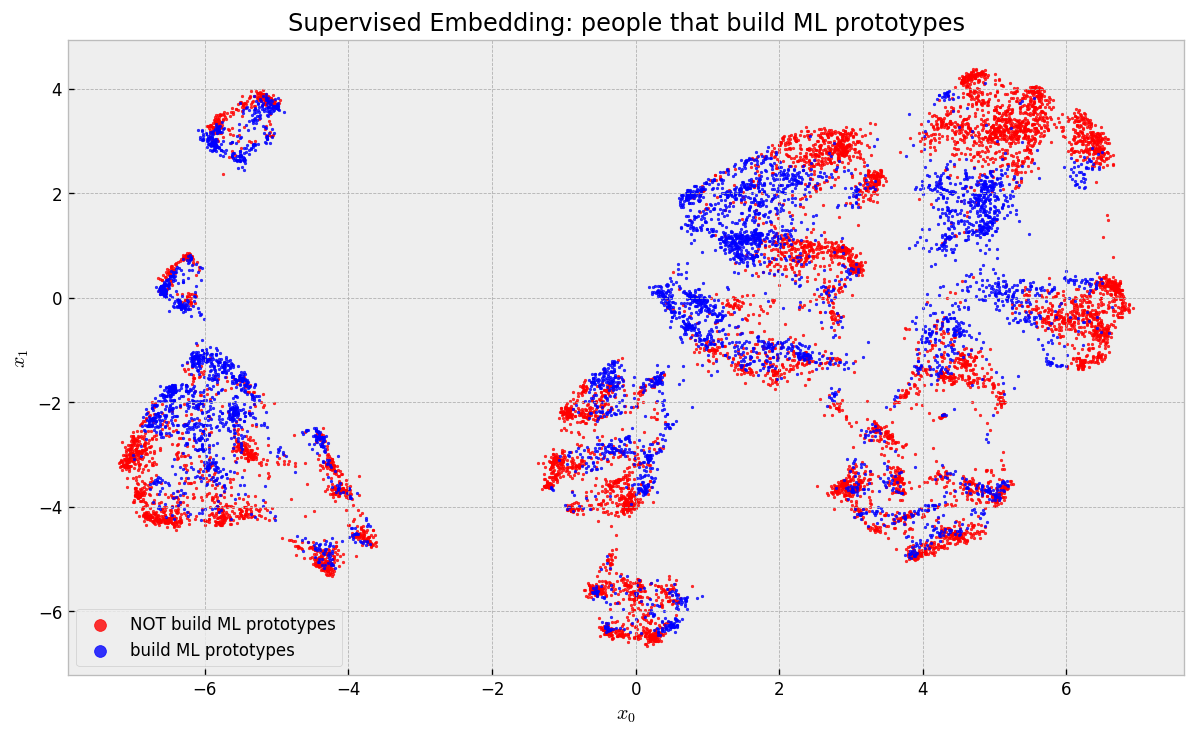 Supervised Embedding: people that build ML prototypes
4
2
0
−2
−4
−6
x₁
NOT build ML prototypes
build ML prototypes
−6 −4 −2 0 2 4 6
x₀